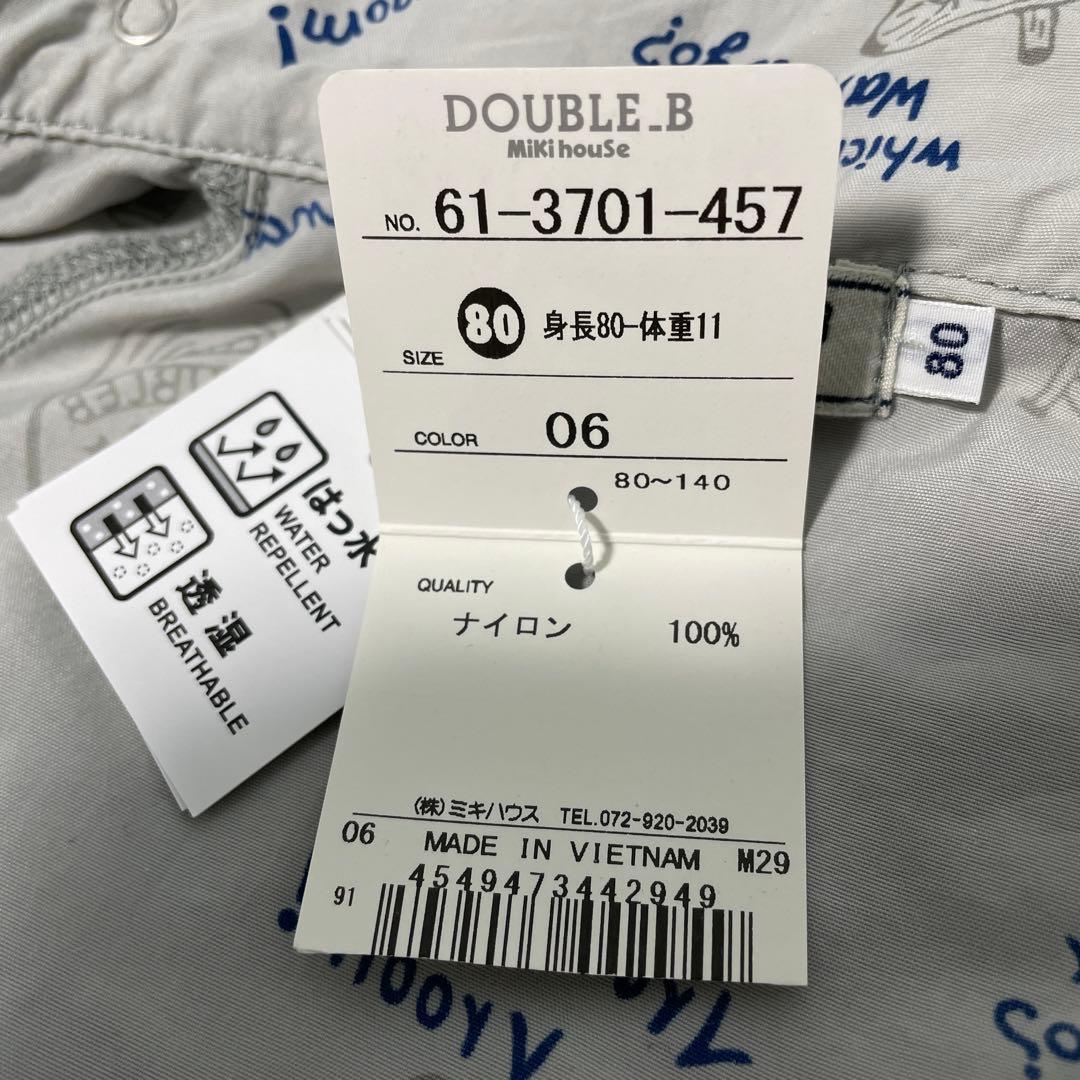 DOUBLE_B
MiKi houSe
NO. 61-3701-457
SIZE 80 身長80-体重11
COLOR 06
80～140
QUALITY
ナイロン 100%
(株)ミキハウス TEL.072-920-2039
06 MADE IN VIETNAM M29
4549473442949
91
はっ水
WATER
REPELLENT
透湿
BREATHABLE
80